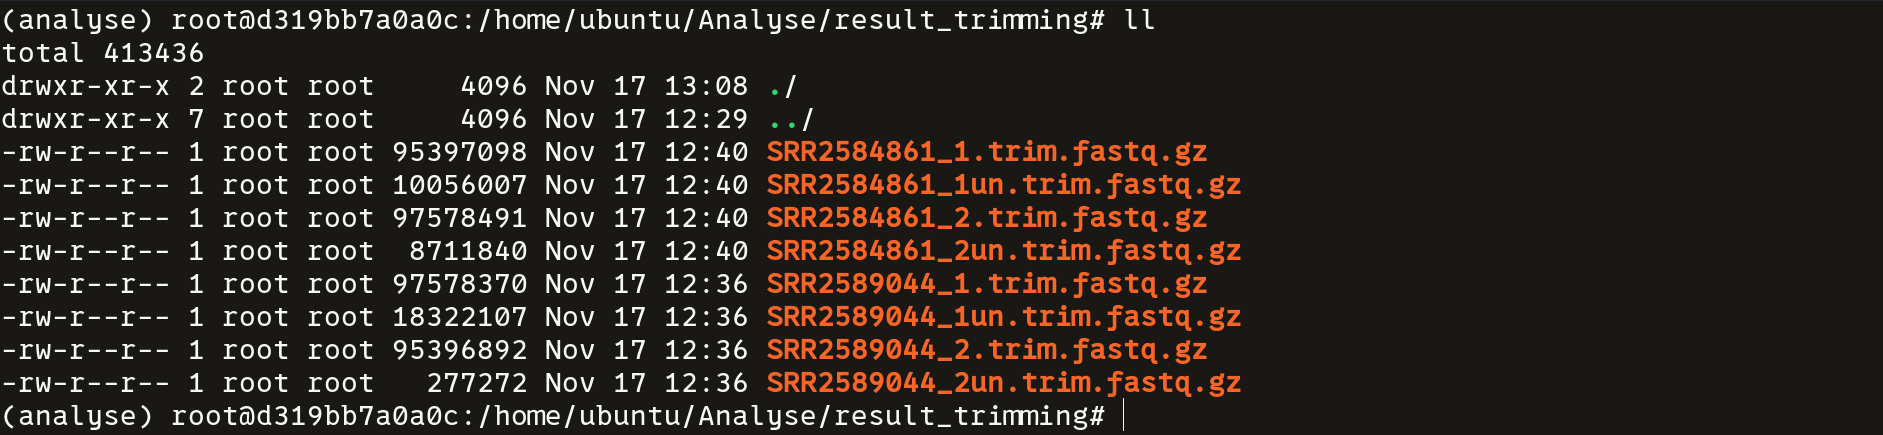 (analyse) root@d319bb7a0a0c:/home/ubuntu/Analyse/result_trimming# ll
total 413436
drwxr-xr-x 2 root root     4096 Nov 17 13:08 ./
drwxr-xr-x 7 root root     4096 Nov 17 12:29 ../
-rw-r--r-- 1 root root 95397098 Nov 17 12:40 SRR2584861_1.trim.fastq.gz
-rw-r--r-- 1 root root 10056007 Nov 17 12:40 SRR2584861_1un.trim.fastq.gz
-rw-r--r-- 1 root root 97578491 Nov 17 12:40 SRR2584861_2.trim.fastq.gz
-rw-r--r-- 1 root root  8711840 Nov 17 12:40 SRR2584861_2un.trim.fastq.gz
-rw-r--r-- 1 root root 97578370 Nov 17 12:36 SRR2589044_1.trim.fastq.gz
-rw-r--r-- 1 root root 18322107 Nov 17 12:36 SRR2589044_1un.trim.fastq.gz
-rw-r--r-- 1 root root 95396892 Nov 17 12:36 SRR2589044_2.trim.fastq.gz
-rw-r--r-- 1 root root   277272 Nov 17 12:36 SRR2589044_2un.trim.fastq.gz
(analyse) root@d319bb7a0a0c:/home/ubuntu/Analyse/result_trimming#